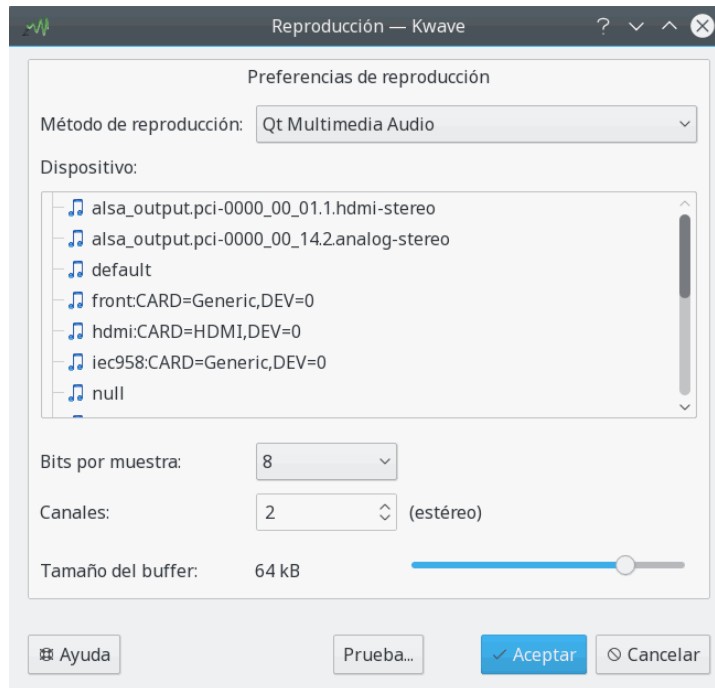 Reproducción — Kwave
Preferencias de reproducción
Método de reproducción: Qt Multimedia Audio
Dispositivo:
alsa_output.pci-0000_00_01.1.hdmi-stereo
alsa_output.pci-0000_00_14.2.analog-stereo
default
front:CARD=Generic,DEV=0
hdmi:CARD=HDMI,DEV=0
iec958:CARD=Generic,DEV=0
null
Bits por muestra: 8
Canales: 2 (estéreo)
Tamaño del buffer: 64 kB
Ayuda Prueba... Aceptar Cancelar